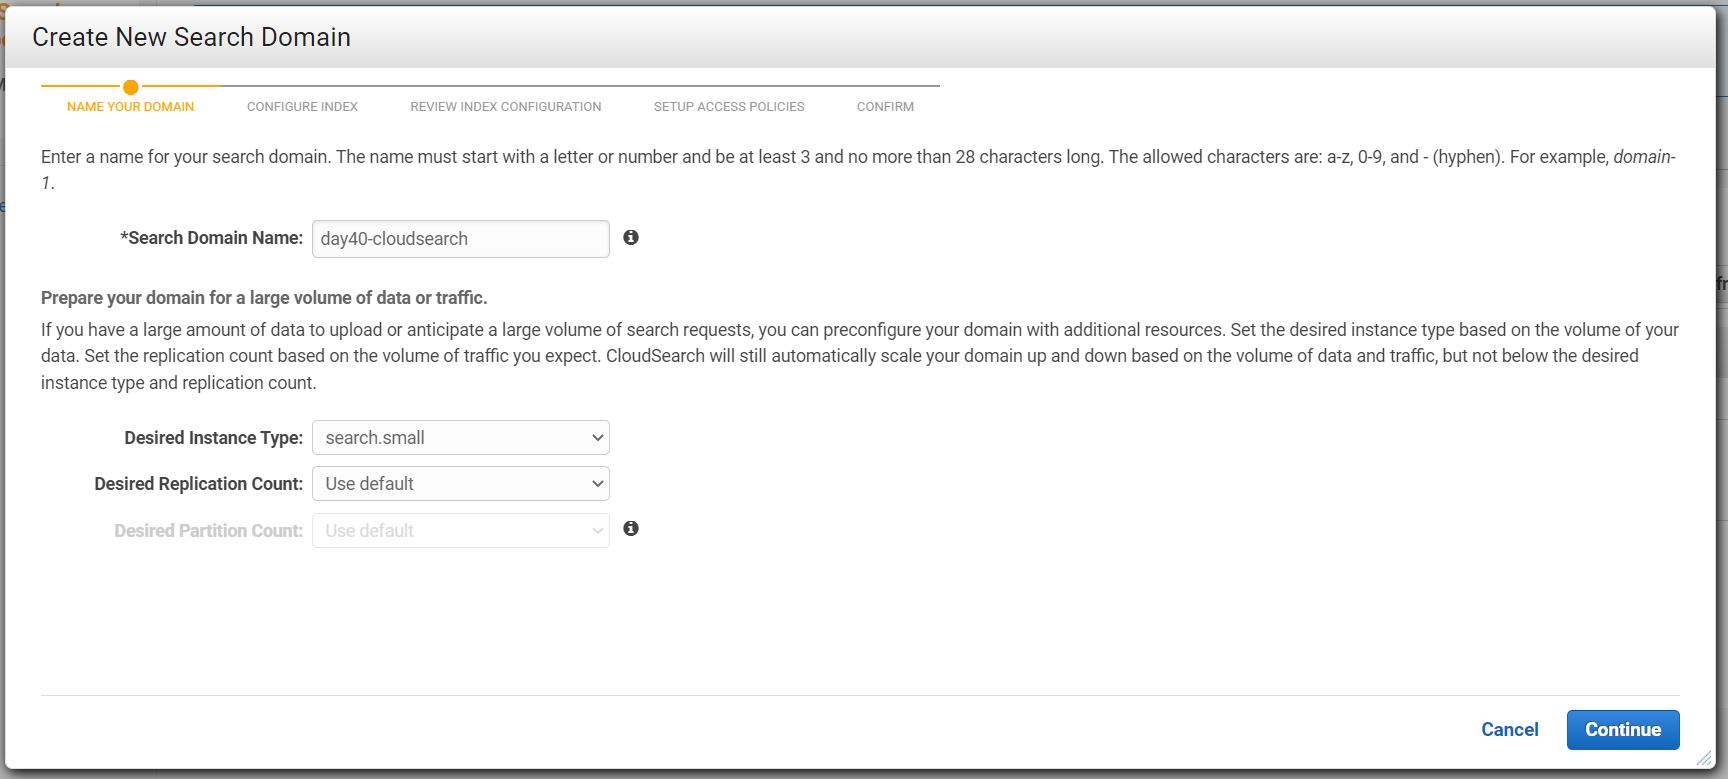 Create New Search Domain
NAME YOUR DOMAIN
CONFIGURE INDEX
REVIEW INDEX CONFIGURATION
SETUP ACCESS POLICIES
CONFIRM
Enter a name for your search domain. The name must start with a letter or number and be at least 3 and no more than 28 characters long. The allowed characters are: a-z, 0-9, and - (hyphen). For example, domain-
1.
*Search Domain Name: day40-cloudsearch
Prepare your domain for a large volume of data or traffic.
If you have a large amount of data to upload or anticipate a large volume of search requests, you can preconfigure your domain with additional resources. Set the desired instance type based on the volume of your
data. Set the replication count based on the volume of traffic you expect. CloudSearch will still automatically scale your domain up and down based on the volume of data and traffic, but not below the desired
instance type and replication count.
Desired Instance Type: search.small
Desired Replication Count: Use default
Desired Partition Count: Use default
Cancel
Continue